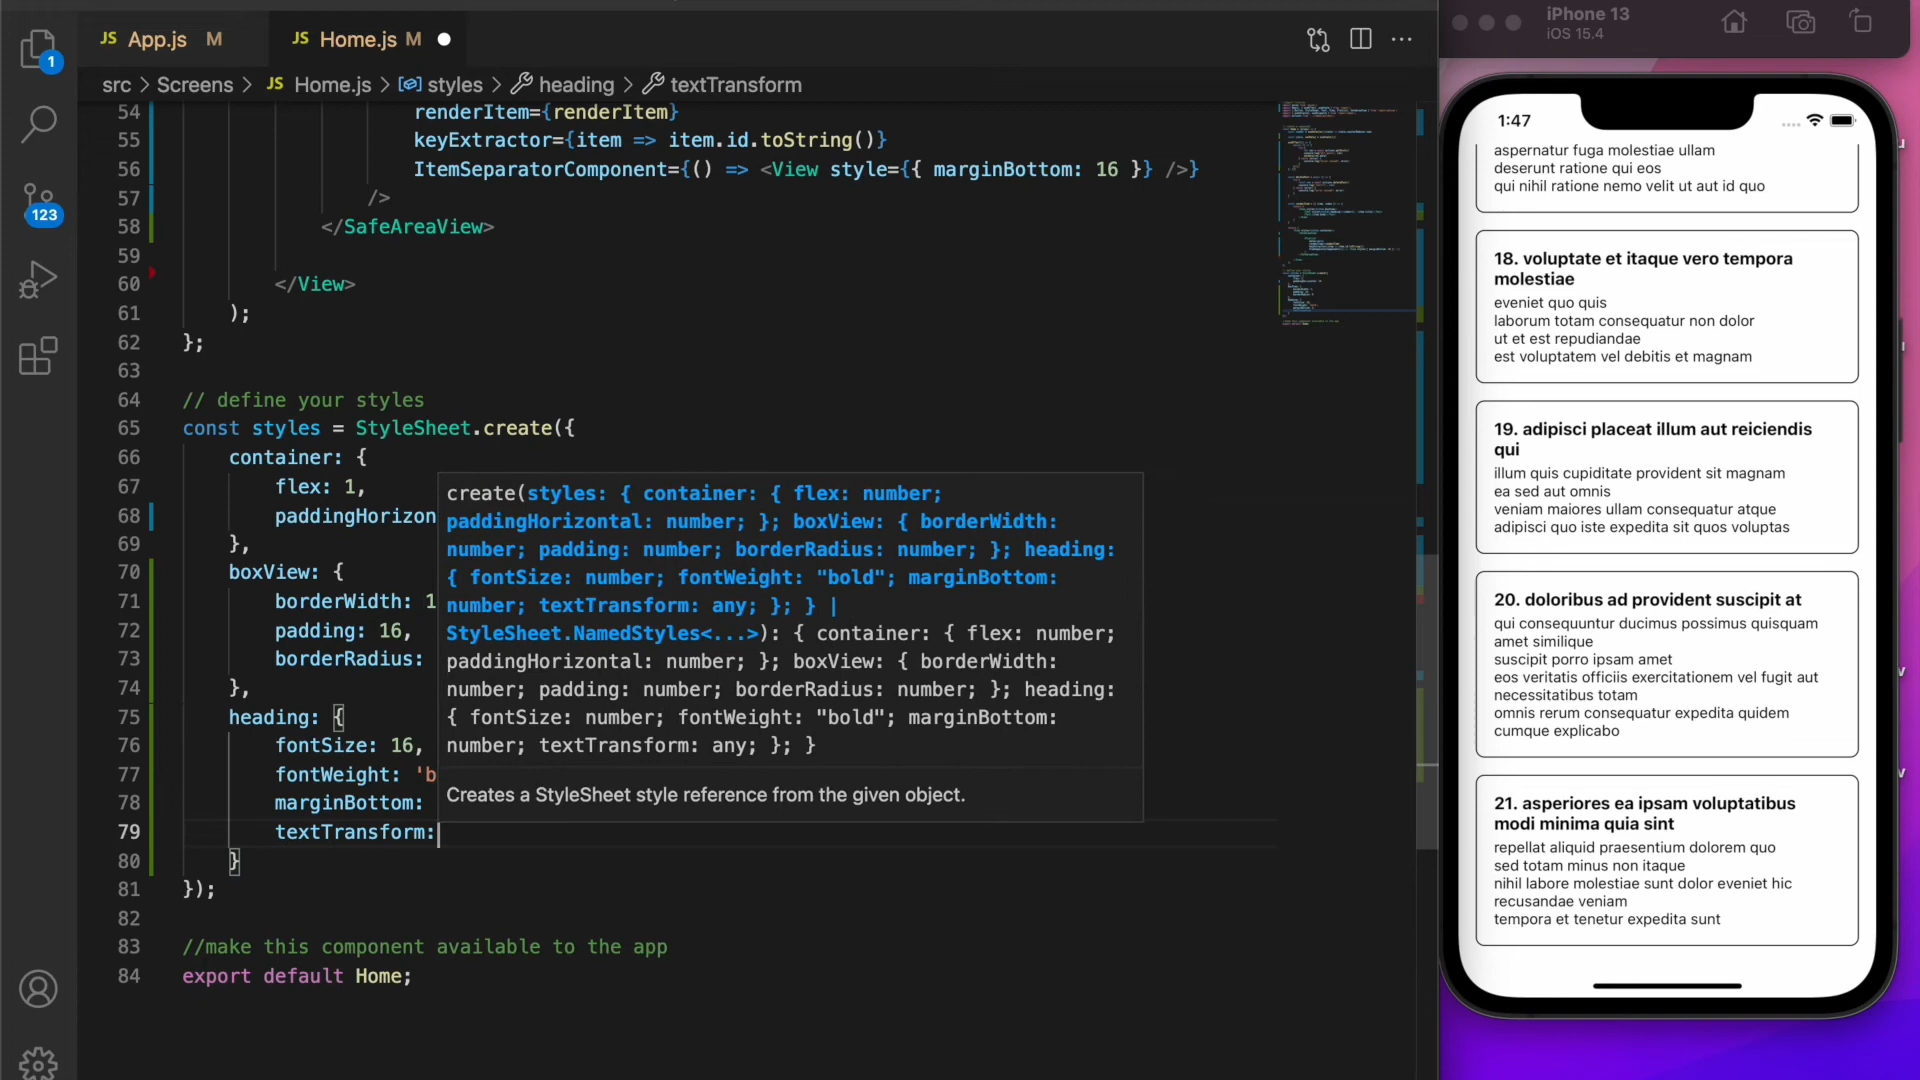 JS App.js M
JS Home.js M
src > Screens > JS Home.js > styles > heading > textTransform
1
123
54 renderItem={renderItem}
55 keyExtractor={item => item.id.toString()}
56 ItemSeparatorComponent={() => <View style={{ marginBottom: 16 }} />}
57 />
58 </SafeAreaView>
59
60 </View>
61 );
62 };
63
64 // define your styles
65 const styles = StyleSheet.create({
66 container: {
67 flex: 1,
68 paddingHorizon
69 },
70 boxView: {
71 borderWidth: 1
72 padding: 16,
73 borderRadius:
74 },
75 heading: {
76 fontSize: 16,
77 fontWeight: 'b
78 marginBottom:
79 textTransform:
80 }
81 });
82
83 //make this component available to the app
84 export default Home;
create(styles: { container: { flex: number;
paddingHorizontal: number; }; boxView: { borderWidth:
number; padding: number; borderRadius: number; }; heading:
{ fontSize: number; fontWeight: "bold"; marginBottom:
number; textTransform: any; }; } |
StyleSheet.NamedStyles<...>): { container: { flex: number;
paddingHorizontal: number; }; boxView: { borderWidth:
number; padding: number; borderRadius: number; }; heading:
{ fontSize: number; fontWeight: "bold"; marginBottom:
number; textTransform: any; }; }
Creates a StyleSheet style reference from the given object.
iPhone 13
iOS 15.4
1:47
aspernatur fuga molestiae ullam
deserunt ratione qui eos
qui nihil ratione nemo velit ut aut id quo
18. voluptate et itaque vero tempora
molestiae
eveniet quo quis
laborum totam consequatur non dolor
ut et est repudiandae
est voluptatem vel debitis et magnam
19. adipisci placeat illum aut reiciendis
qui
illum quis cupiditate provident sit magnam
ea sed aut omnis
veniam maiores ullam consequatur atque
adipisci quo iste expedita sit quos voluptas
20. doloribus ad provident suscipit at
qui consequuntur ducimus possimus quisquam
amet similique
suscipit porro ipsam amet
eos veritatis officiis exercitationem vel fugit aut
necessitatibus totam
omnis rerum consequatur expedita quidem
cumque explicabo
21. asperiores ea ipsam voluptatibus
modi minima quia sint
repellat aliquid praesentium dolorem quo
sed totam minus non itaque
nihil labore molestiae sunt dolor eveniet hic
recusandae veniam
tempora et tenetur expedita sunt